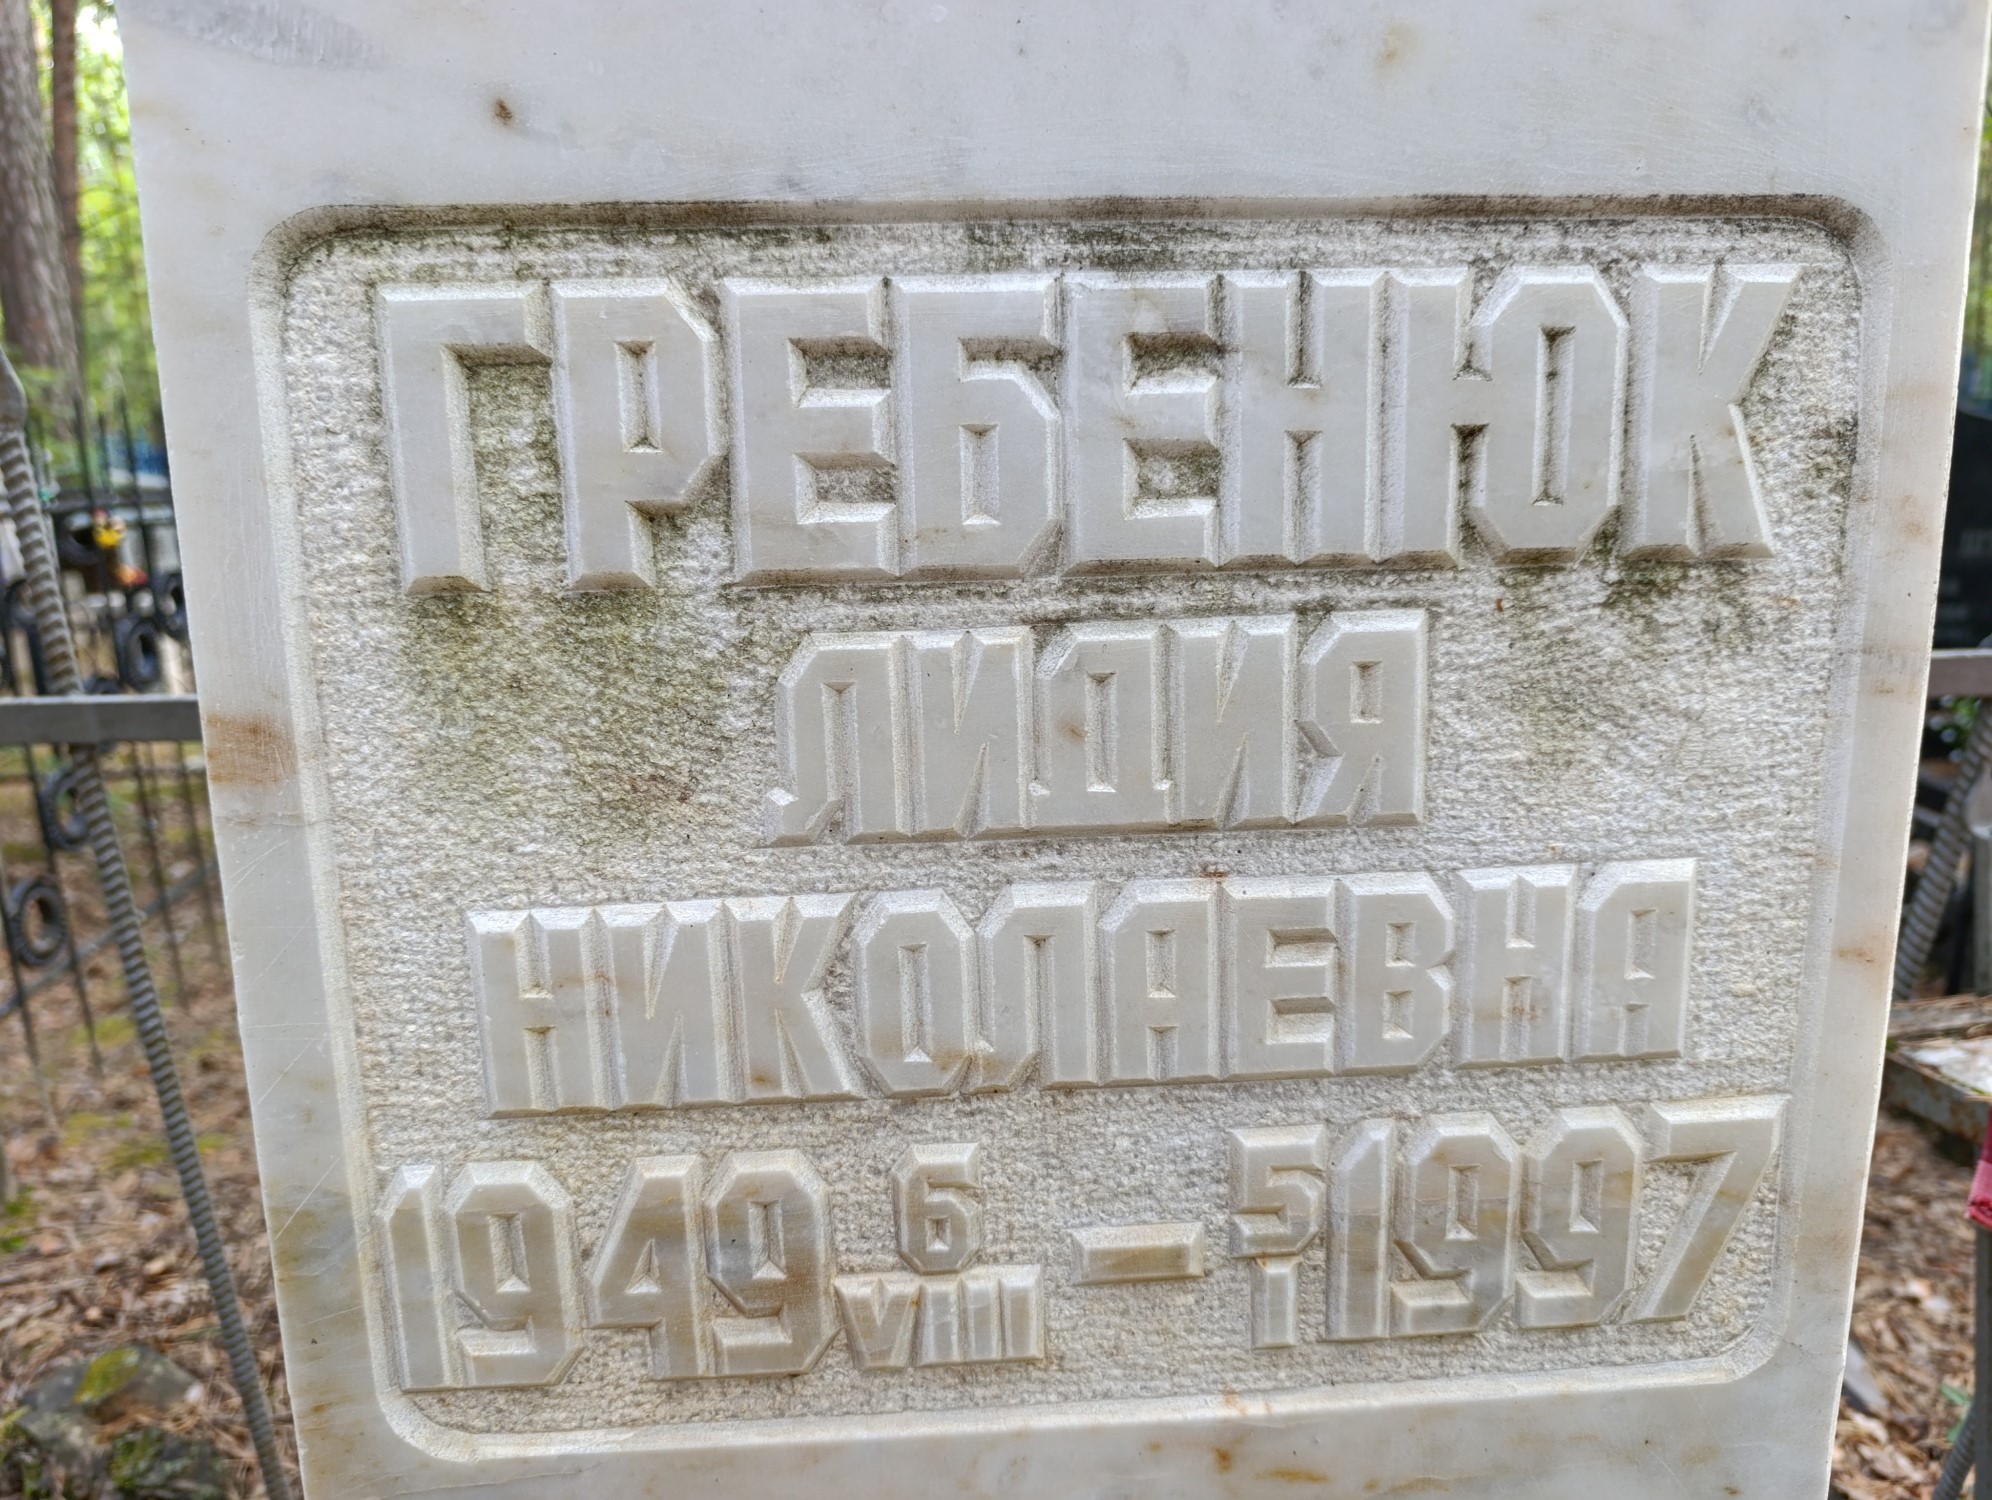 ГРЕБЕНЮК
ЛИДИЯ
НИКОЛАЕВНА
1949 6/VIII – 5/I 1997